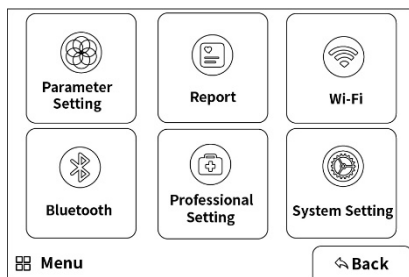 Parameter
Setting
Report
Wi-Fi
Bluetooth
Professional
Setting
System Setting
Menu
Back